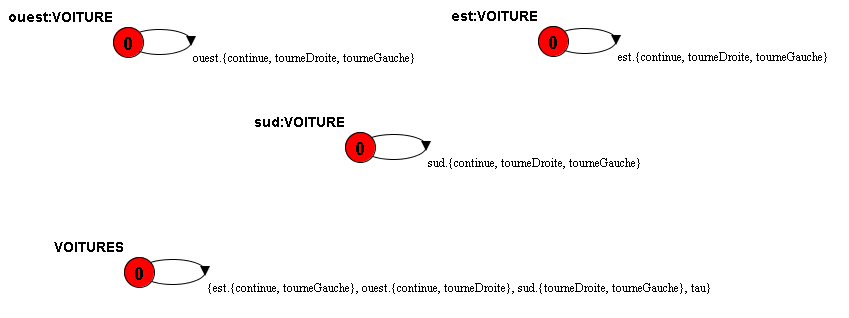 ouest:VOITURE
est:VOITURE
0
0
ouest.{continue, tourneDroite, tourneGauche}
est.{continue, tourneDroite, tourneGauche}
sud:VOITURE
0
sud.{continue, tourneDroite, tourneGauche}
VOITURES
0
{est.{continue, tourneGauche}, ouest.{continue, tourneDroite}, sud.{tourneDroite, tourneGauche}, tau}